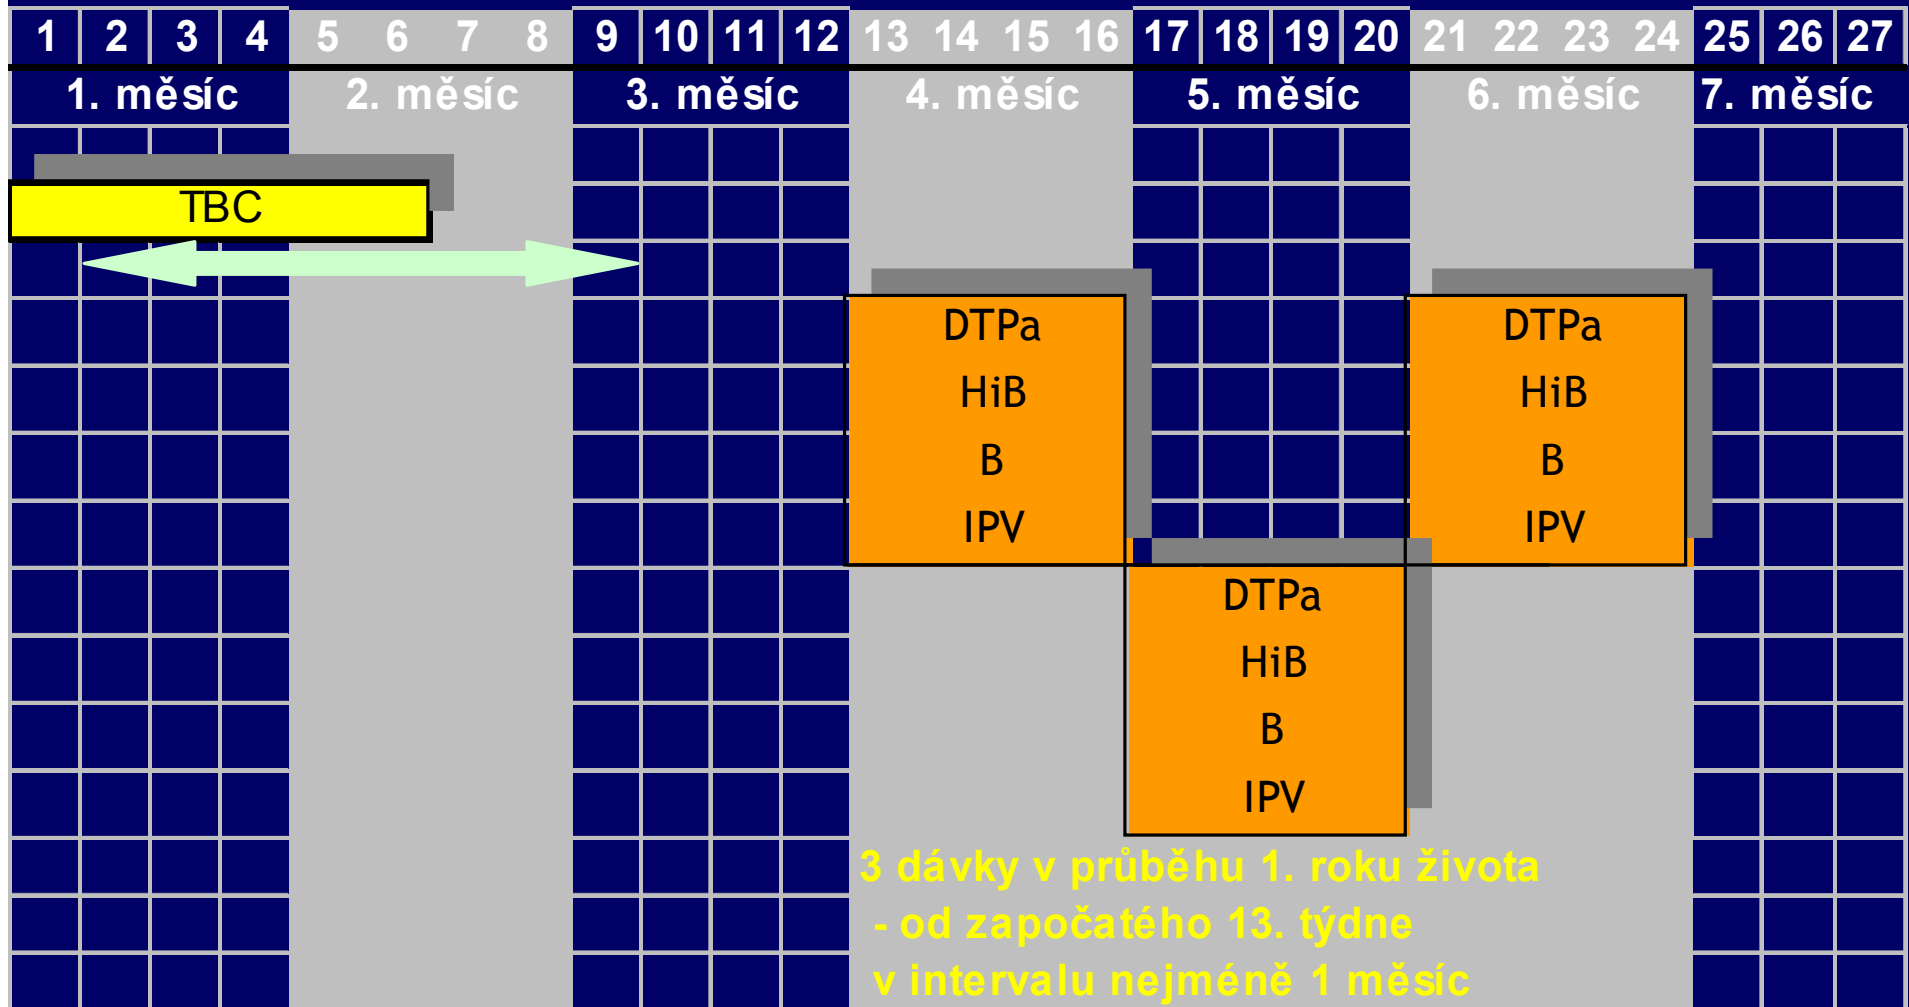 1 2 3 4 5 6 7 8 9 10 11 12 13 14 15 16 17 18 19 20 21 22 23 24 25 26 27
1. měsíc 2. měsíc 3. měsíc 4. měsíc 5. měsíc 6. měsíc 7. měsíc
TBC
DTPa
HiB
B
IPV
DTPa
HiB
B
IPV
DTPa
HiB
B
IPV
3 dávky v průběhu 1. roku života
- od započatého 13. týdne
v intervalu nejméně 1 měsíc